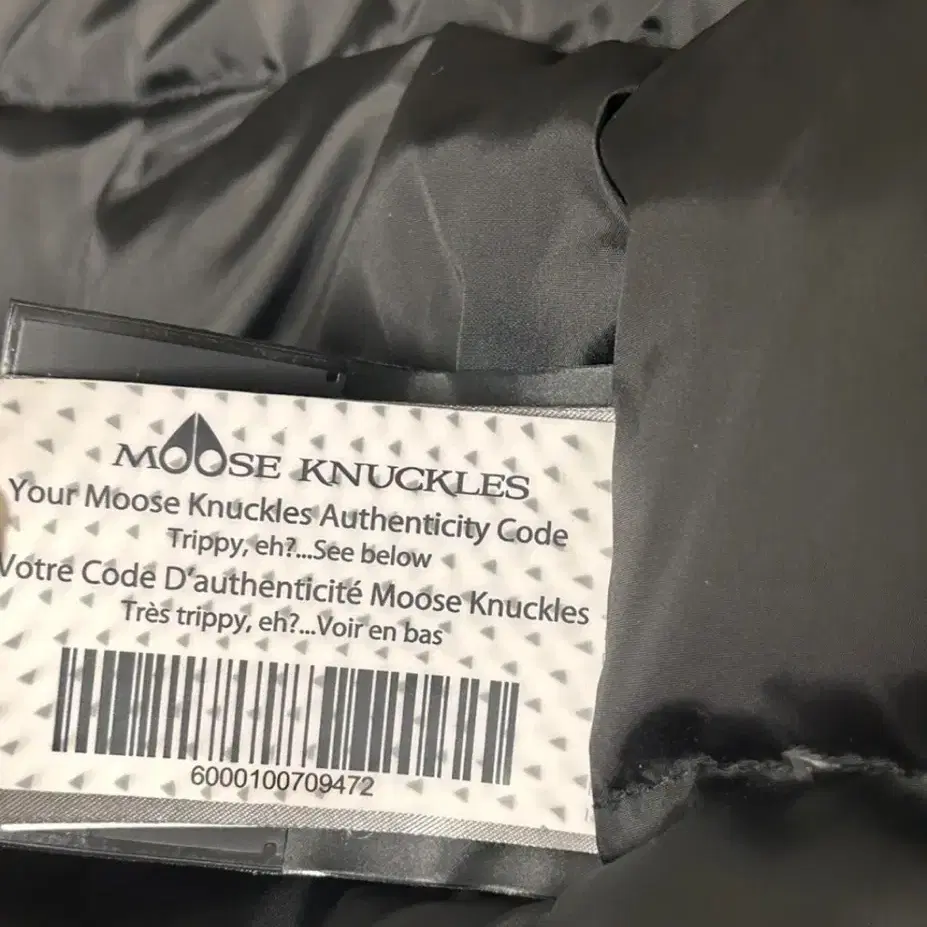 MOOSE KNUCKLES
Your Moose Knuckles Authenticity Code
Trippy, eh?...See below
Votre Code D'authenticité Moose Knuckles
Très trippy, eh?...Voir en bas
6000100709472